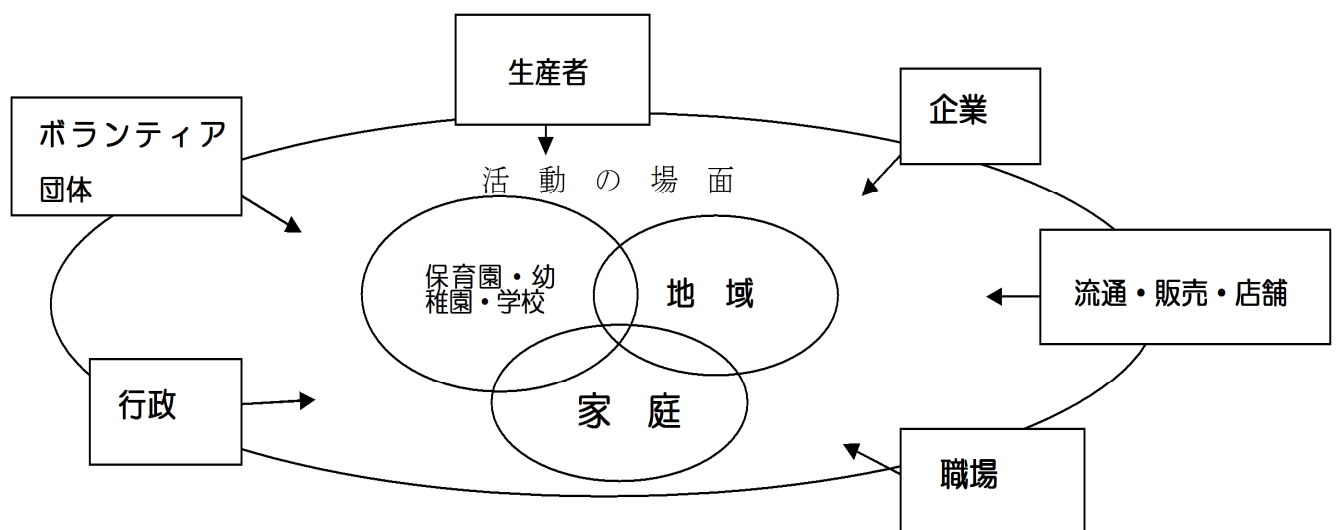 生産者
企業
ボランティア
団体
活動の場面
保育園・幼
稚園・学校
地域
流通・販売・店舗
家庭
行政
職場